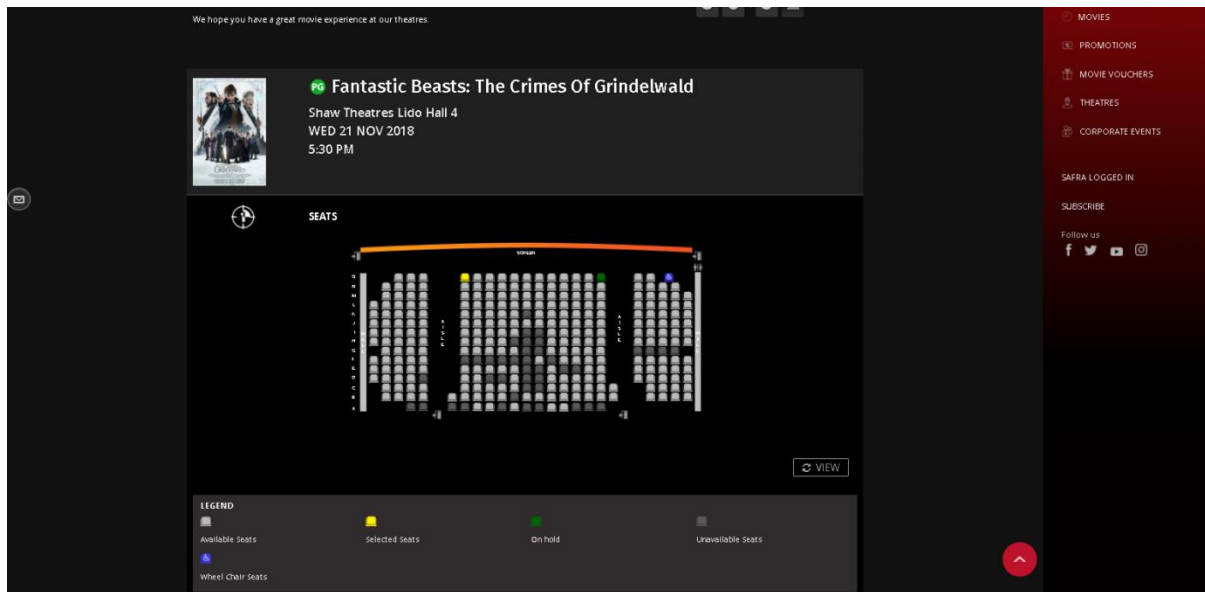 We hope you have a great movie experience at our theatres.
PG Fantastic Beasts: The Crimes Of Grindelwald
Shaw Theatres Lido Hall 4
WED 21 NOV 2018
5:30 PM
SEATS
SCREEN
AISLE
AISLE
VIEW
LEGEND
Available Seats
Selected Seats
On hold
Unavailable Seats
Wheel Chair Seats
MOVIES
PROMOTIONS
MOVIE VOUCHERS
THEATRES
CORPORATE EVENTS
SAFRA LOGGED IN
SUBSCRIBE
Follow us